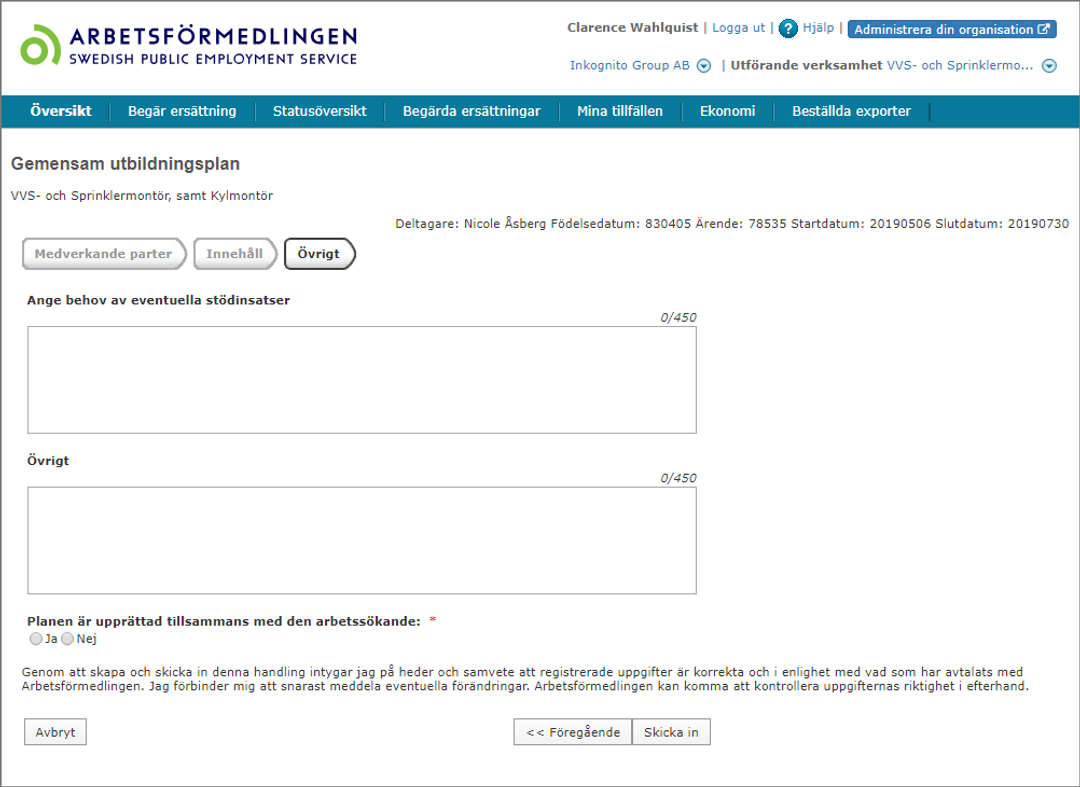 ARBETSFÖRMEDLINGEN
SWEDISH PUBLIC EMPLOYMENT SERVICE
Clarence Wahlquist | Logga ut | ? Hjälp | Administrera din organisation
Inkognito Group AB | Utförande verksamhet VVS- och Sprinklermo...
Översikt Begär ersättning Statusöversikt Begärda ersättningar Mina tillfällen Ekonomi Beställda exporter
Gemensam utbildningsplan
VVS- och Sprinklermontör, samt Kylmontör
Deltagare: Nicole Åsberg Födelsedatum: 830405 Ärende: 78535 Startdatum: 20190506 Slutdatum: 20190730
Medverkande parter Innehåll Övrigt
Ange behov av eventuella stödinsatser
0/450
Övrigt
0/450
Planen är upprättad tillsammans med den arbetssökande: *
Ja Nej
Genom att skapa och skicka in denna handling intygar jag på heder och samvete att registrerade uppgifter är korrekta och i enlighet med vad som har avtalats med
Arbetsförmedlingen. Jag förbinder mig att snarast meddela eventuella förändringar. Arbetsförmedlingen kan komma att kontrollera uppgifternas riktighet i efterhand.
Avbryt << Föregående Skicka in